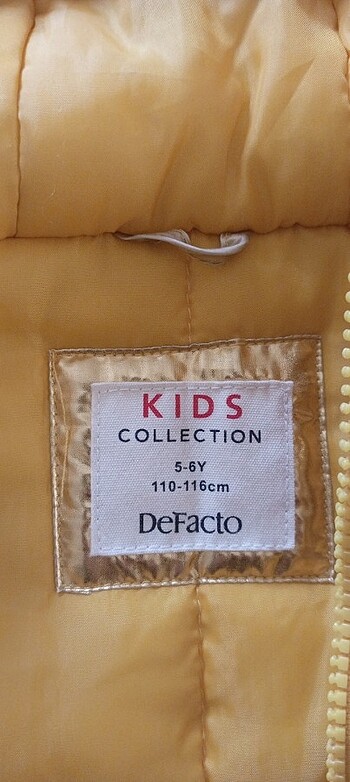 KIDS
COLLECTION
5-6Y
110-116cm
DeFacto